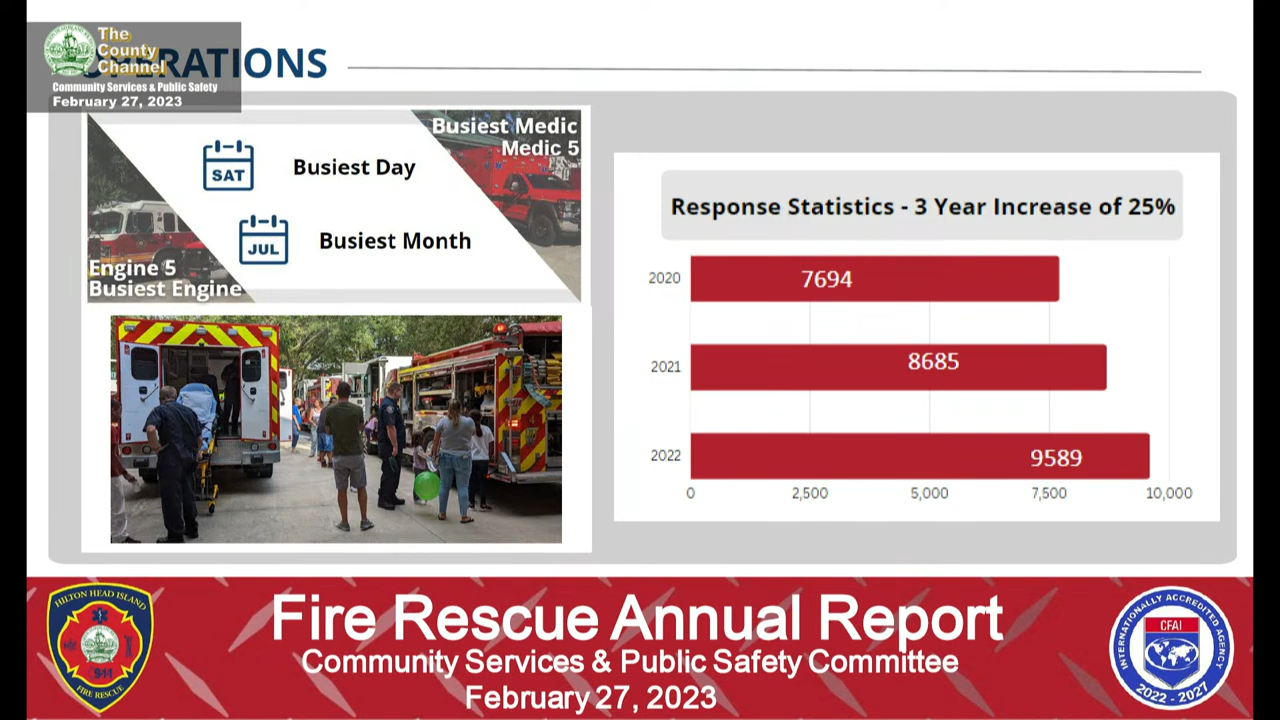 The
County
Channel
Community Services & Public Safety
February 27, 2023
OPERATIONS
Busiest Medic
Medic 5
SAT
Busiest Day
JUL
Busiest Month
Engine 5
Busiest Engine
Response Statistics - 3 Year Increase of 25%
2020
7694
2021
8685
2022
9589
0 2,500 5,000 7,500 10,000
HILTON HEAD ISLAND
911
FIRE RESCUE
Fire Rescue Annual Report
Community Services & Public Safety Committee
February 27, 2023
INTERNATIONALLY ACCREDITED AGENCY
CFAI
2022 - 2027